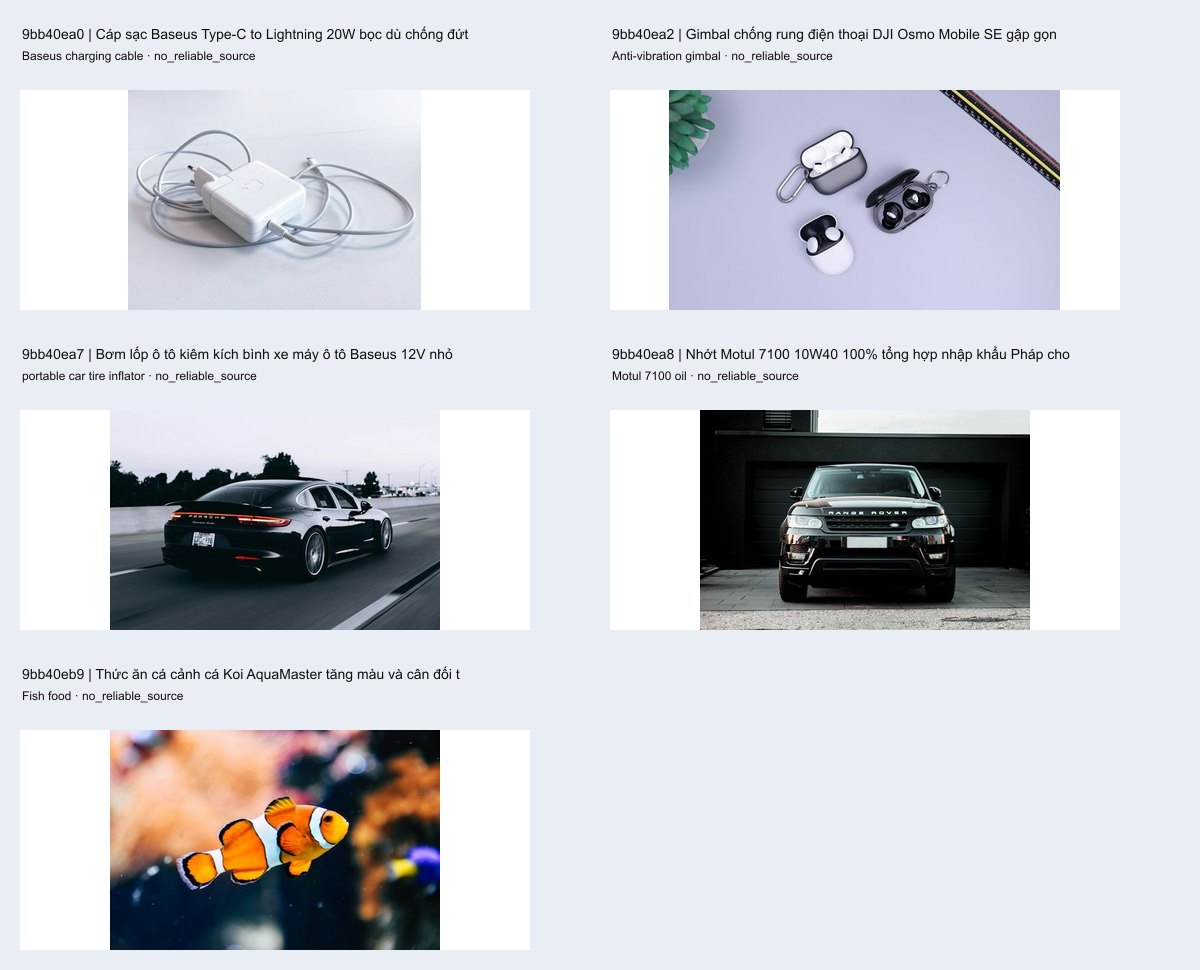 9bb40ea0 | Cáp sạc Baseus Type-C to Lightning 20W bọc dù chống đứt
Baseus charging cable · no_reliable_source
9bb40ea2 | Gimbal chống rung điện thoại DJI Osmo Mobile SE gập gọn
Anti-vibration gimbal · no_reliable_source
9bb40ea7 | Bơm lốp ô tô kiêm kích bình xe máy ô tô Baseus 12V nhỏ
portable car tire inflator · no_reliable_source
9bb40ea8 | Nhớt Motul 7100 10W40 100% tổng hợp nhập khẩu Pháp cho
Motul 7100 oil · no_reliable_source
PORSCHE
RANGE ROVER
9bb40eb9 | Thức ăn cá cảnh cá Koi AquaMaster tăng màu và cân đối t
Fish food · no_reliable_source